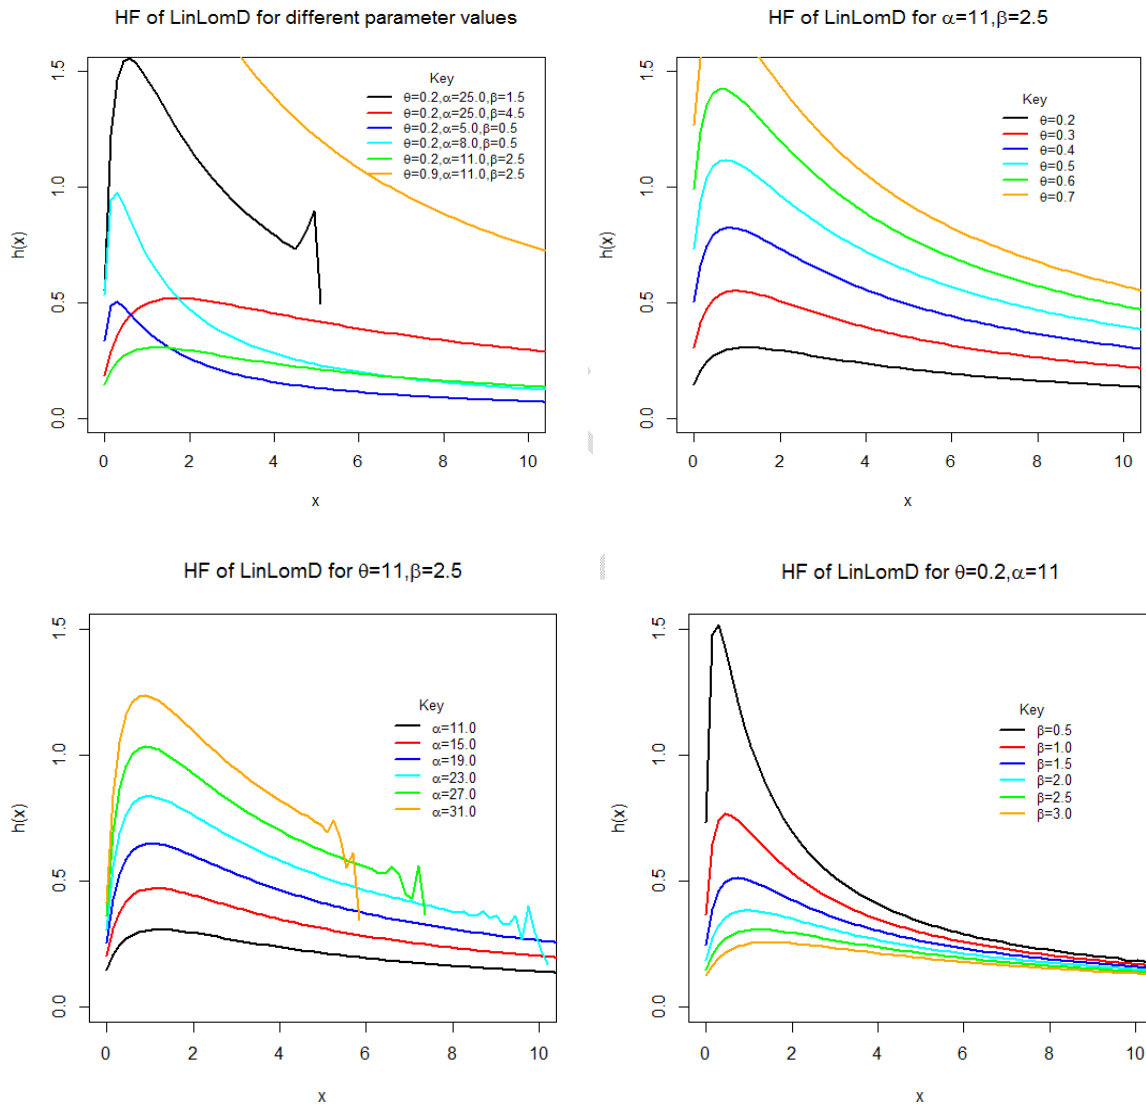 HF of LinLomD for different parameter values
h(x)
1.5
1.0
0.5
0.0
Key
θ=0.2,α=25.0,β=1.5
θ=0.2,α=25.0,β=4.5
θ=0.2,α=5.0,β=0.5
θ=0.2,α=8.0,β=0.5
θ=0.2,α=11.0,β=2.5
θ=0.9,α=11.0,β=2.5
0 2 4 6 8 10
x
HF of LinLomD for α=11,β=2.5
h(x)
1.5
1.0
0.5
0.0
Key
θ=0.2
θ=0.3
θ=0.4
θ=0.5
θ=0.6
θ=0.7
0 2 4 6 8 10
x
HF of LinLomD for θ=11,β=2.5
h(x)
1.5
1.0
0.5
0.0
Key
α=11.0
α=15.0
α=19.0
α=23.0
α=27.0
α=31.0
0 2 4 6 8 10
x
HF of LinLomD for θ=0.2,α=11
h(x)
1.5
1.0
0.5
0.0
Key
β=0.5
β=1.0
β=1.5
β=2.0
β=2.5
β=3.0
0 2 4 6 8 10
x